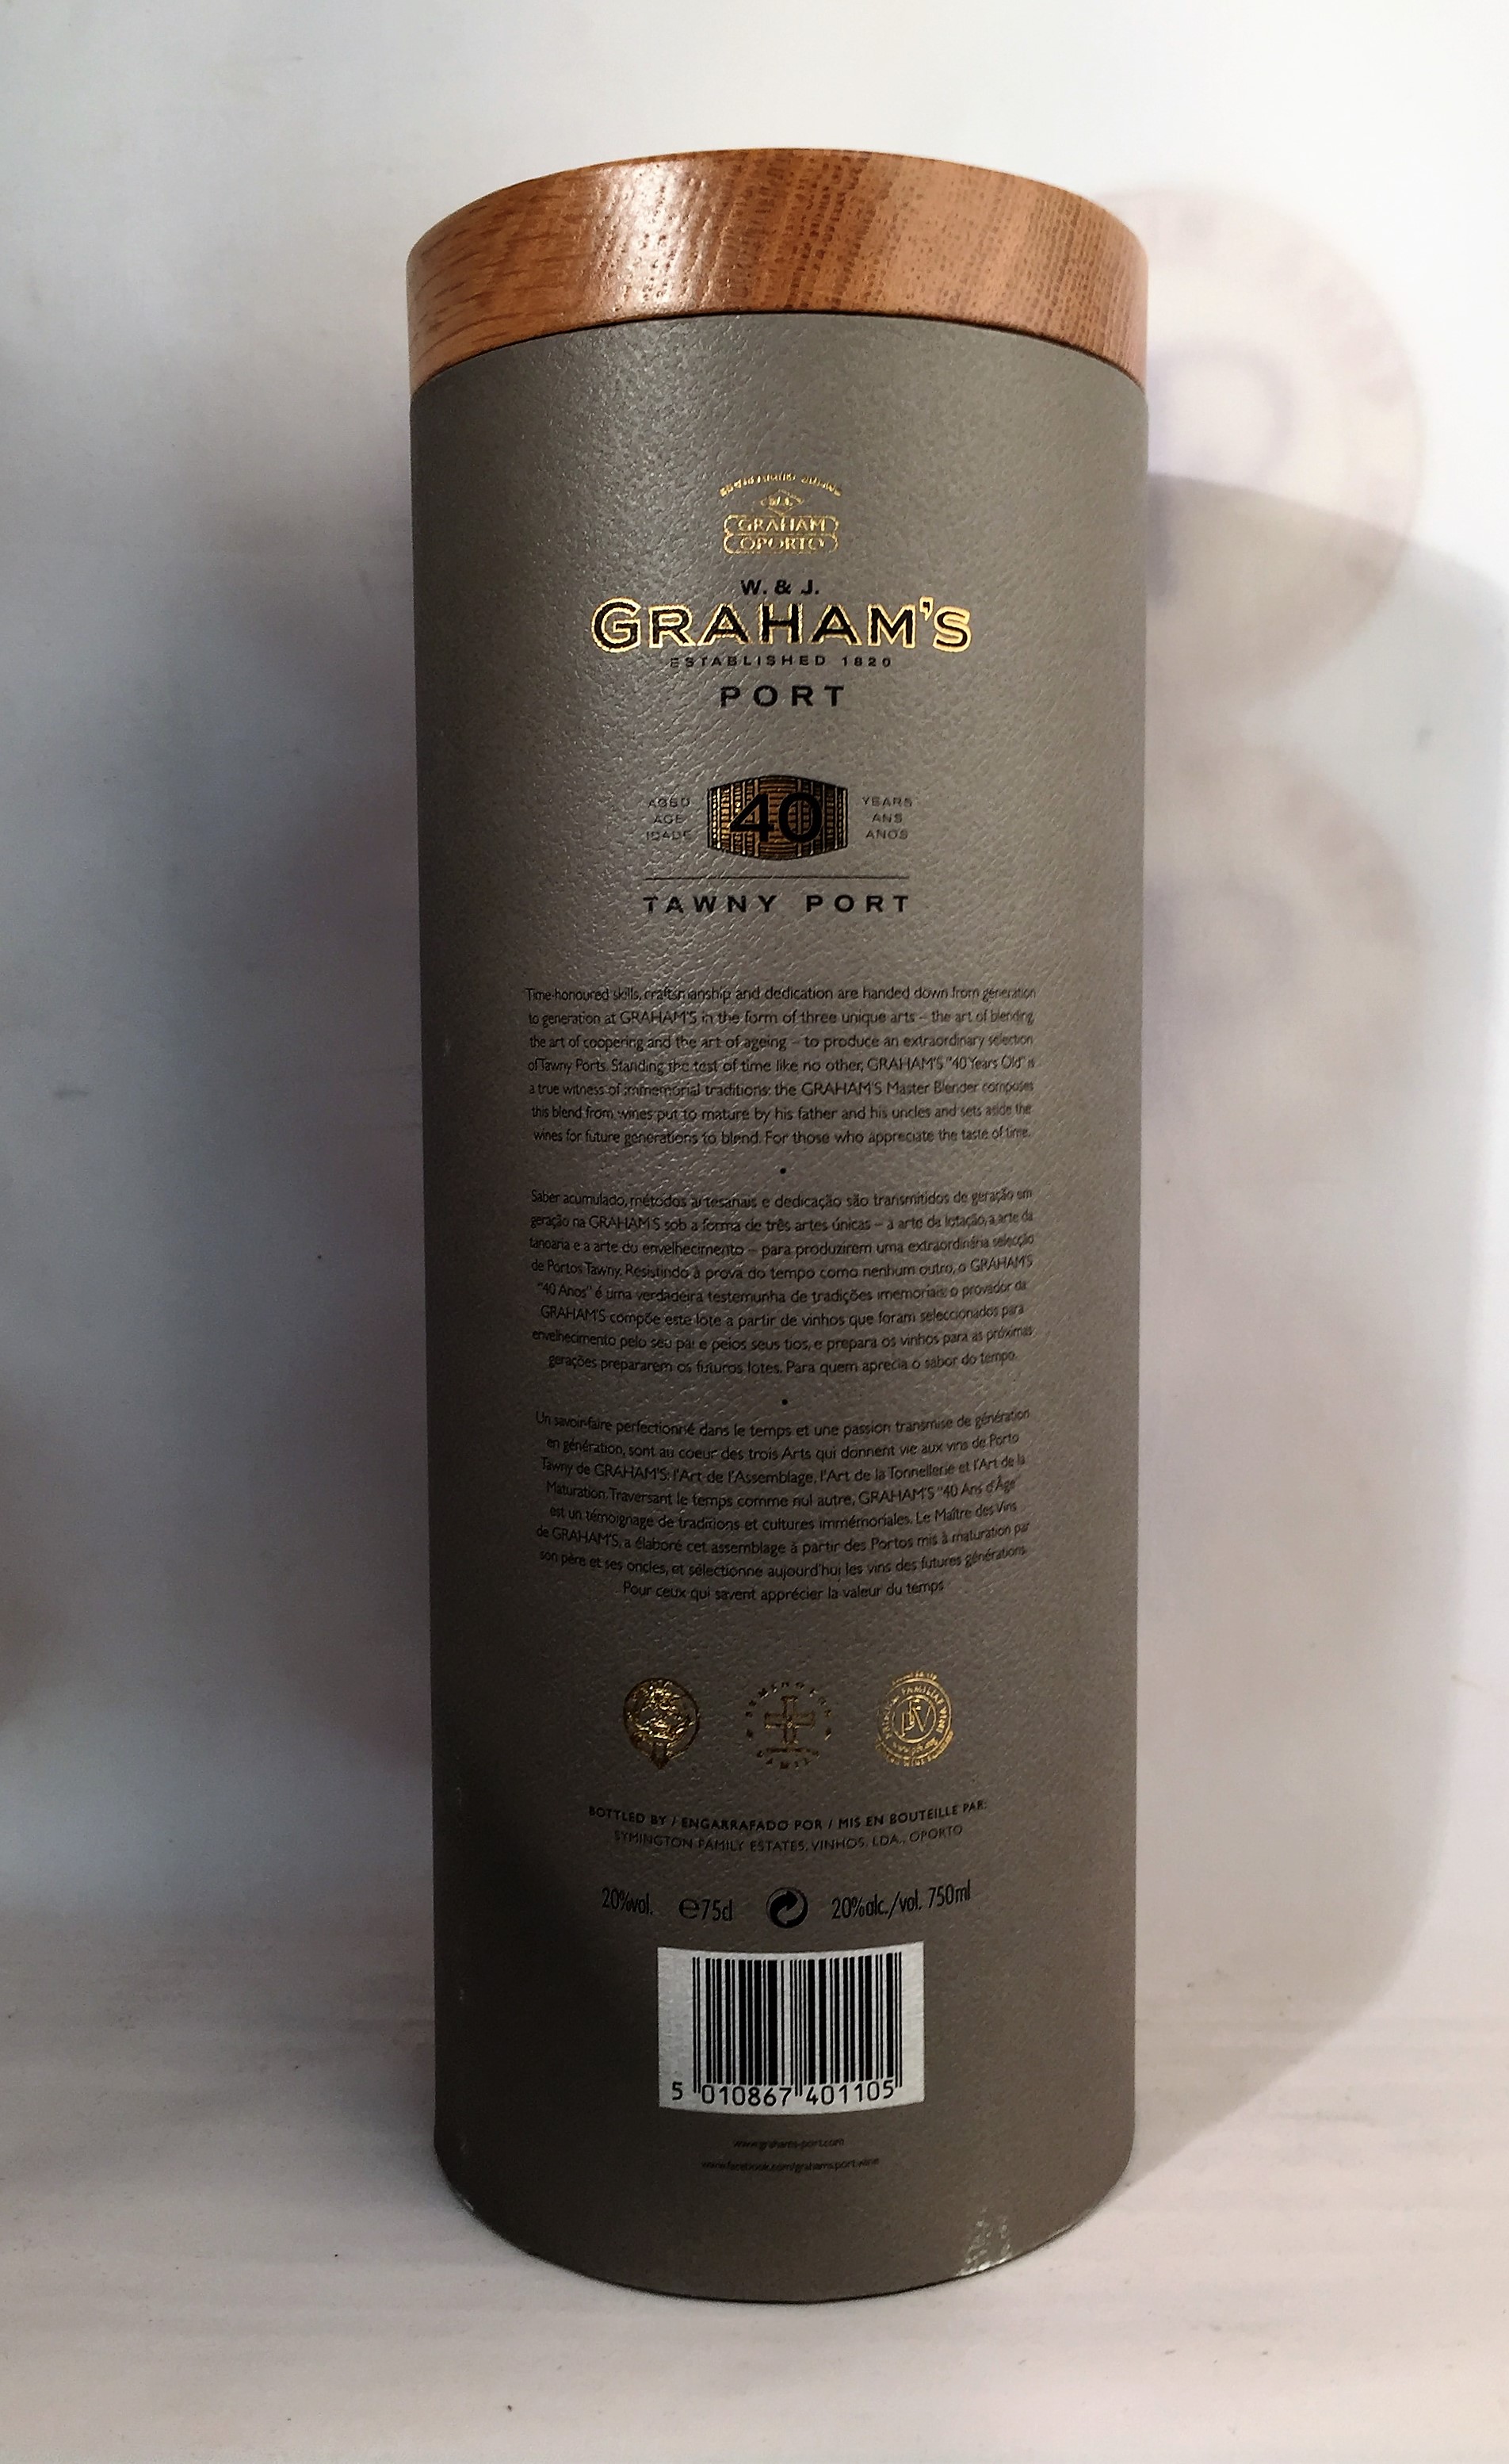 GRAHAM
OPORTO
W. & J.
GRAHAM'S
ESTABLISHED 1820
PORT
AGED 40 YEARS
AGE ANS
IDADE ANOS
TAWNY PORT
Time-honoured skills, craftsmanship and dedication are handed down from generation
to generation at GRAHAM'S in the form of three unique arts – the art of blending,
the art of coopering and the art of ageing – to produce an extraordinary selection
of Tawny Ports. Standing the test of time like no other, GRAHAM'S "40 Years Old" is
a true witness of immemorial traditions: the GRAHAM'S Master Blender composes
this blend from wines put to mature by his father and his uncles and sets aside the
wines for future generations to blend. For those who appreciate the taste of time.
•
Saber acumulado, métodos artesanais e dedicação são transmitidos de geração em
geração na GRAHAM'S sob a forma de três artes únicas – a arte da lotação, a arte da
tanoaria e a arte do envelhecimento – para produzirem uma extraordinária selecção
de Portos Tawny. Resistindo à prova do tempo como nenhum outro, o GRAHAM'S
"40 Anos" é uma verdadeira testemunha de tradições imemoriais: o provador da
GRAHAM'S compõe este lote a partir de vinhos que foram seleccionados para
envelhecimento pelo seu pai e pelos seus tios, e prepara os vinhos para as próximas
gerações prepararem os futuros lotes. Para quem aprecia o sabor do tempo.
•
Un savoir-faire perfectionné dans le temps et une passion transmise de génération
en génération, sont au coeur des trois Arts qui donnent vie aux vins de Porto
Tawny de GRAHAM'S: l'Art de l'Assemblage, l'Art de la Tonnellerie et l'Art de la
Maturation. Traversant le temps comme nul autre, GRAHAM'S "40 Ans d'Âge"
est un témoignage de traditions et cultures immémoriales. Le Maître des Vins
de GRAHAM'S, a élaboré cet assemblage à partir des Portos mis à maturation par
son père et ses oncles, et sélectionne aujourd'hui les vins des futures générations.
Pour ceux qui savent apprécier la valeur du temps
SYMINGTON FAMILY
PRIMUM FAMILIAE VINI
PFV
BOTTLED BY / ENGARRAFADO POR / MIS EN BOUTEILLE PAR:
SYMINGTON FAMILY ESTATES, VINHOS, LDA., OPORTO
20%vol. e75cl 20%alc./vol. 750ml
5 010867 401105
www.grahams-port.com
www.facebook.com/grahamsport.wine